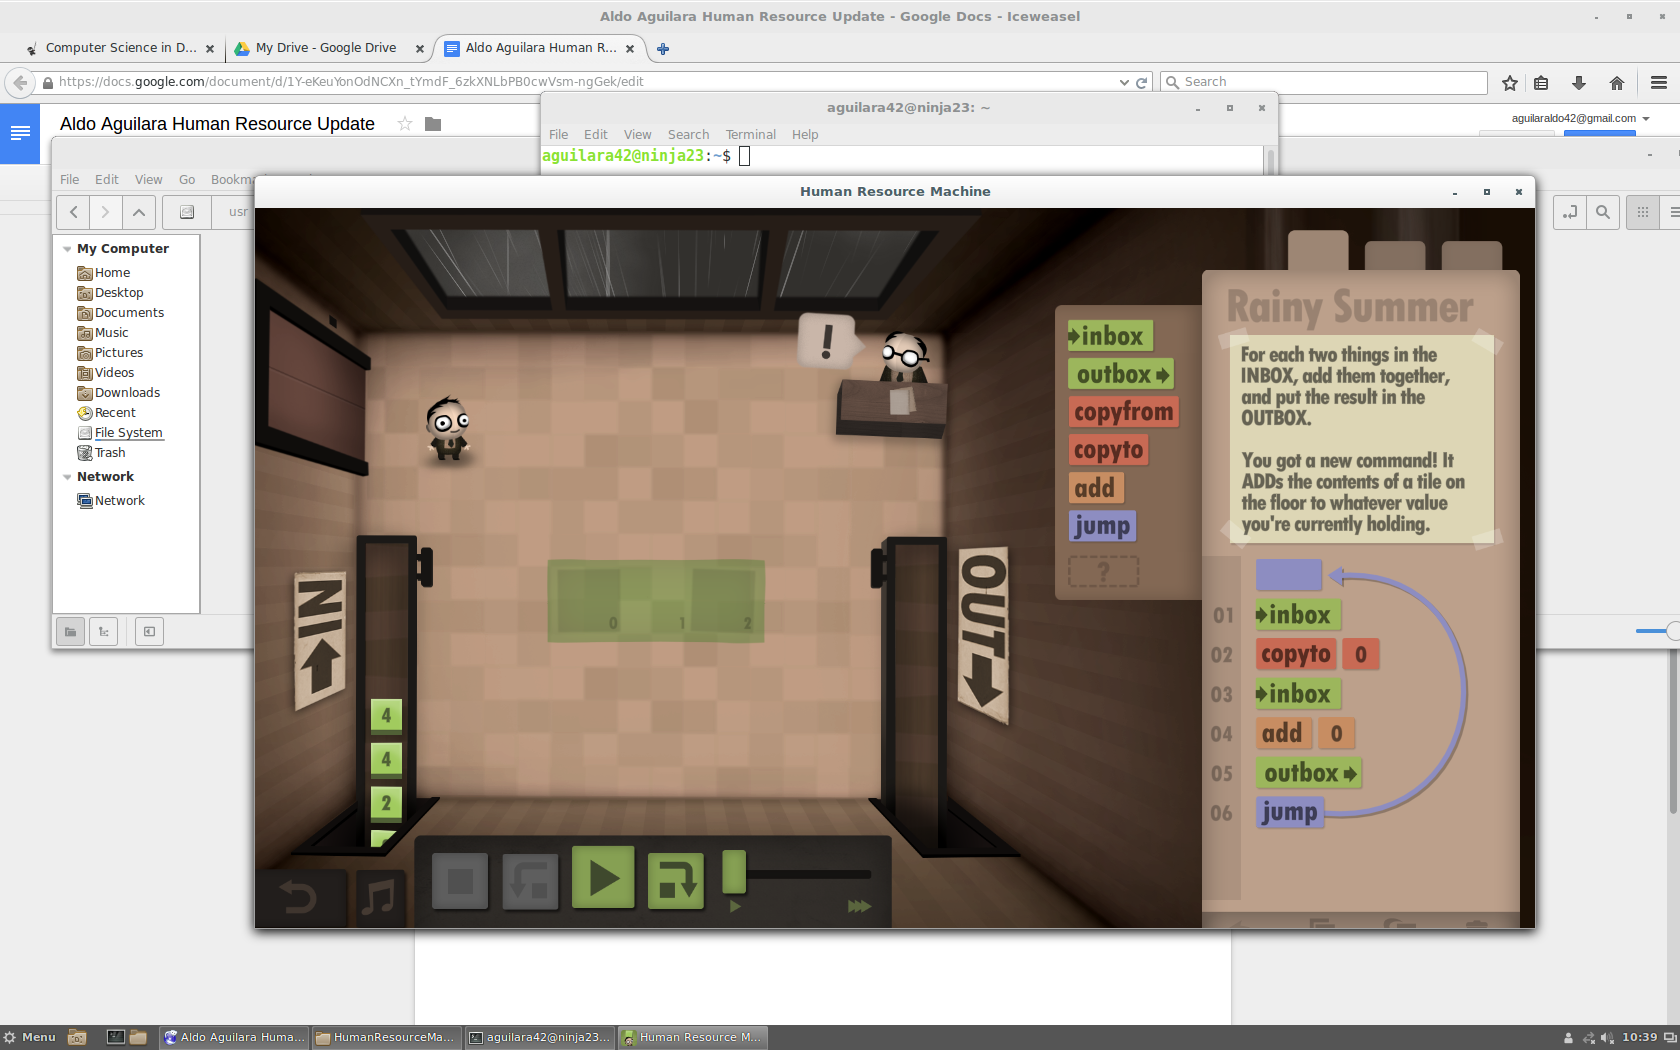 Aldo Aguilara Human Resource Update - Google Docs - Iceweasel
Computer Science in D...
My Drive - Google Drive
Aldo Aguilara Human R...
https://docs.google.com/document/d/1Y-eKeuYonOdNCXn_tYmdF_6zkXNLbPB0cwVsm-ngGek/edit
Search
Aldo Aguilara Human Resource Update
aguilaraldo42@gmail.com
aguilara42@ninja23: ~
File Edit View Search Terminal Help
aguilara42@ninja23:~$
File Edit View Go Bookm
usr
My Computer
Home
Desktop
Documents
Music
Pictures
Videos
Downloads
Recent
File System
Trash
Network
Network
Human Resource Machine
!
IN
OUT
4
4
2
0 1 2
inbox
outbox
copyfrom
copyto
add
jump
?
Rainy Summer
For each two things in the
INBOX, add them together,
and put the result in the
OUTBOX.
You got a new command! It
ADDs the contents of a tile on
the floor to whatever value
you're currently holding.
01 inbox
02 copyto 0
03 inbox
04 add 0
05 outbox
06 jump
Menu
Aldo Aguilara Huma...
HumanResourceMa...
aguilara42@ninja23...
Human Resource M...
10:39